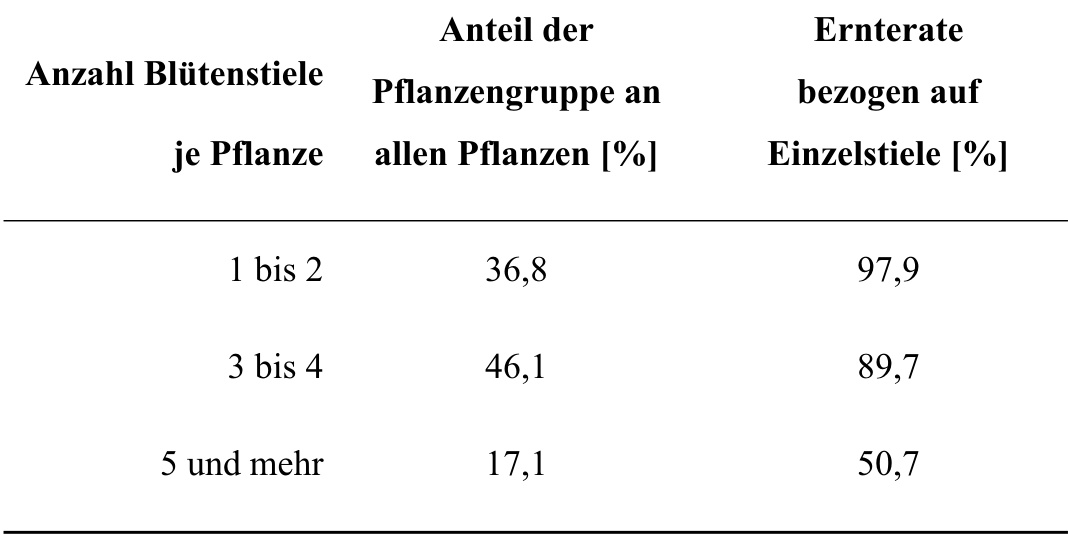 Anzahl Blütenstiele
je Pflanze
Anteil der
Pflanzengruppe an
allen Pflanzen [%]
Ernterate
bezogen auf
Einzelstiele [%]
1 bis 2 36,8 97,9
3 bis 4 46,1 89,7
5 und mehr 17,1 50,7